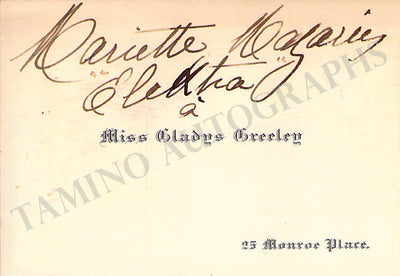 Mariette Mazarin
"Elektra"
à
Miss Gladys Greeley
25 Monroe Place.
TAMINO AUTOGRAPHS